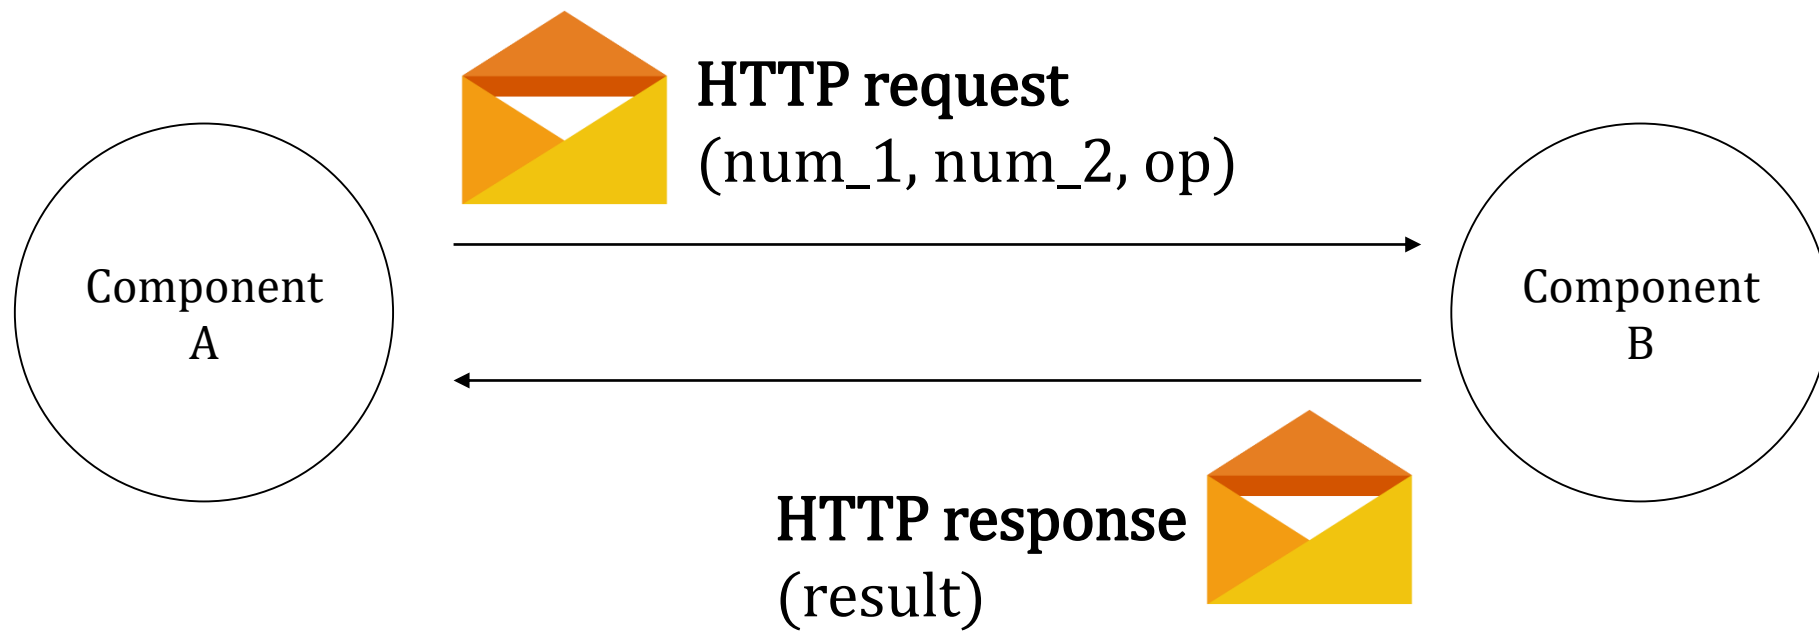 HTTP request
(num_1, num_2, op)
Component
A
Component
B
HTTP response
(result)